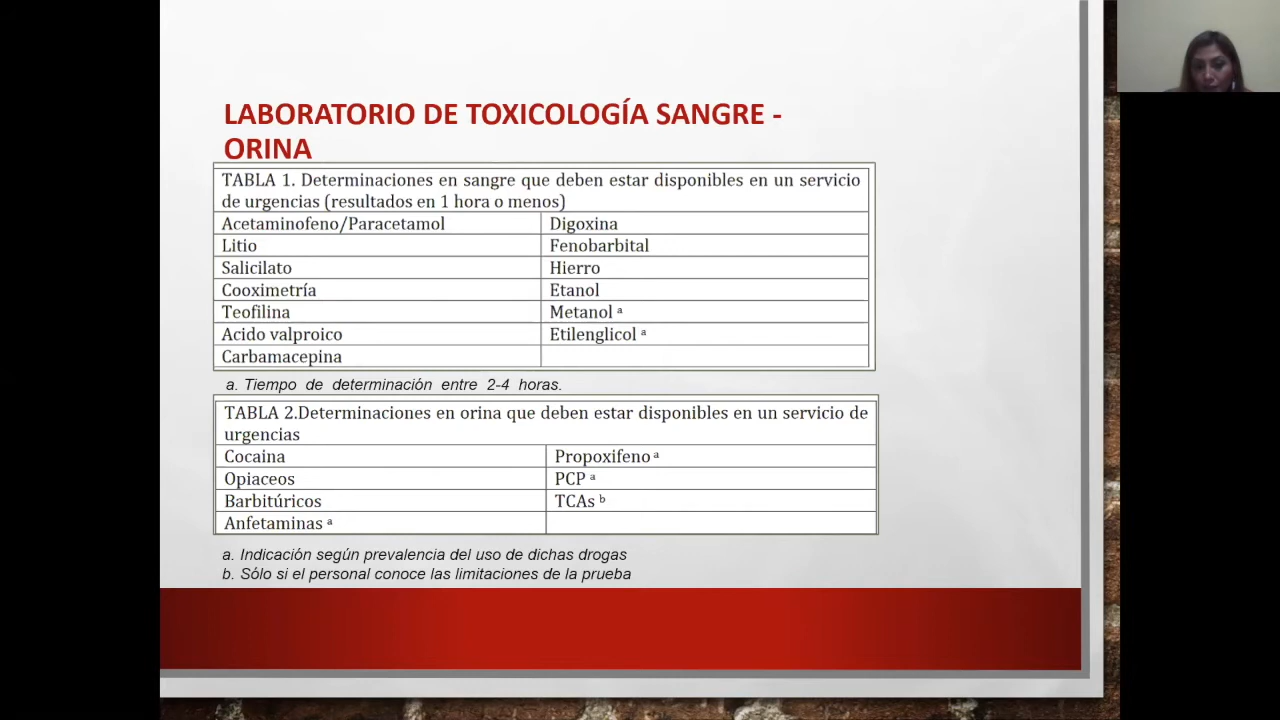 LABORATORIO DE TOXICOLOGÍA SANGRE -
ORINA
TABLA 1. Determinaciones en sangre que deben estar disponibles en un servicio
de urgencias (resultados en 1 hora o menos)
Acetaminofeno/Paracetamol Digoxina
Litio Fenobarbital
Salicilato Hierro
Cooximetría Etanol
Teofilina Metanol ᵃ
Acido valproico Etilenglicol ᵃ
Carbamacepina
a. Tiempo de determinación entre 2-4 horas.
TABLA 2.Determinaciones en orina que deben estar disponibles en un servicio de
urgencias
Cocaina Propoxifeno ᵃ
Opiaceos PCP ᵃ
Barbitúricos TCAs ᵇ
Anfetaminas ᵃ
a. Indicación según prevalencia del uso de dichas drogas
b. Sólo si el personal conoce las limitaciones de la prueba